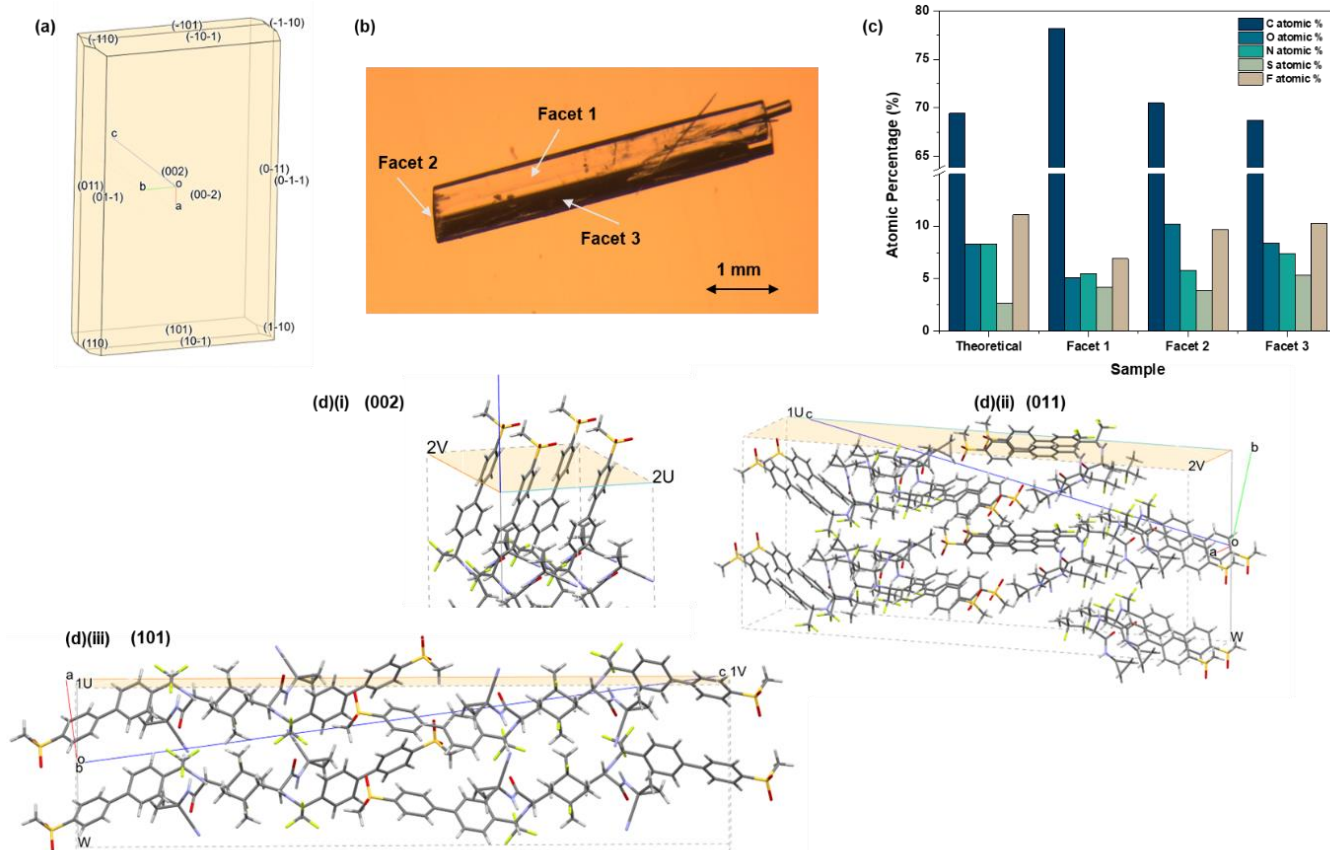 (a)
(-101)
(-1-10)
(-110)
(-10-1)
c
(002)
(0-11)
(011)
b
o
(0-1-1)
(01-1)
(00-2)
a
(101)
(1-10)
(110)
(10-1)
(b)
Facet 1
Facet 2
Facet 3
1 mm
(c)
80
75
70
65
10
5
0
Atomic Percentage (%)
C atomic %
O atomic %
N atomic %
S atomic %
F atomic %
Theoretical
Facet 1
Facet 2
Facet 3
Sample
(d)(i) (002)
2V
2U
(d)(ii) (011)
1U
c
b
2V
o
a
W
(d)(iii) (101)
a
1U
c 1V
o
b
W